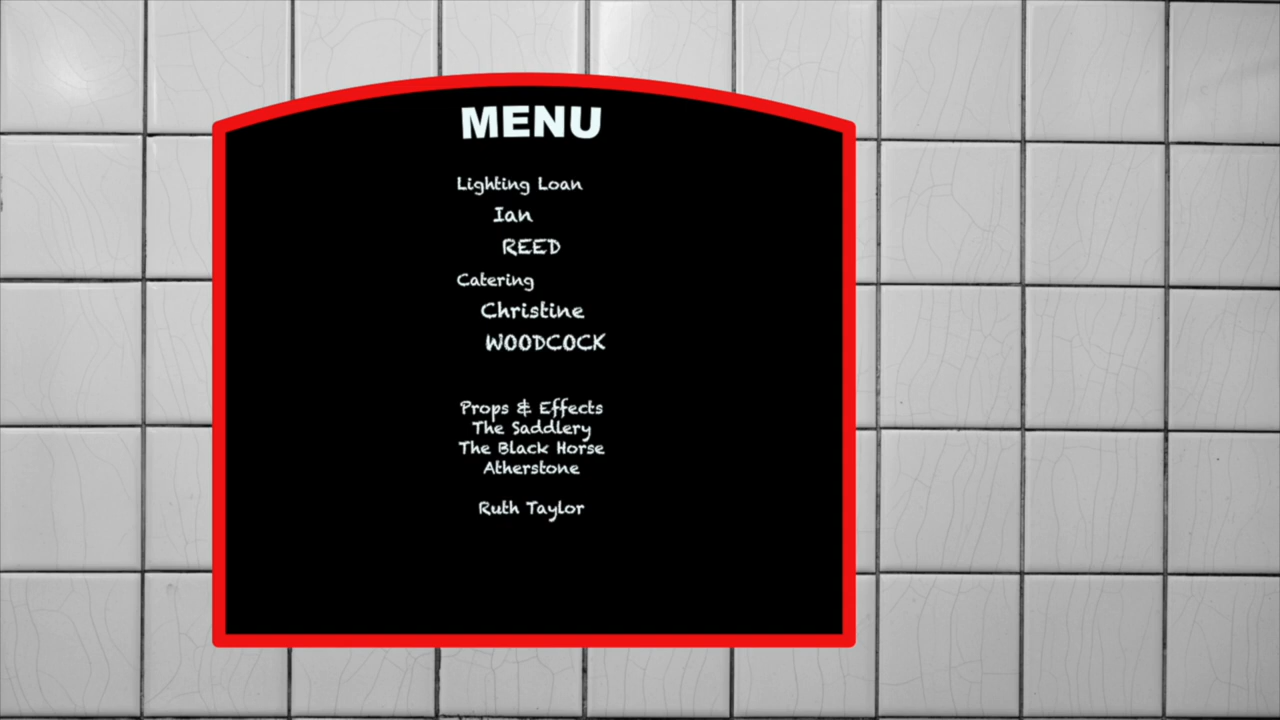 MENU
Lighting Loan
Ian
REED
Catering
Christine
WOODCOCK
Props & Effects
The Saddlery
The Black Horse
Atherstone
Ruth Taylor